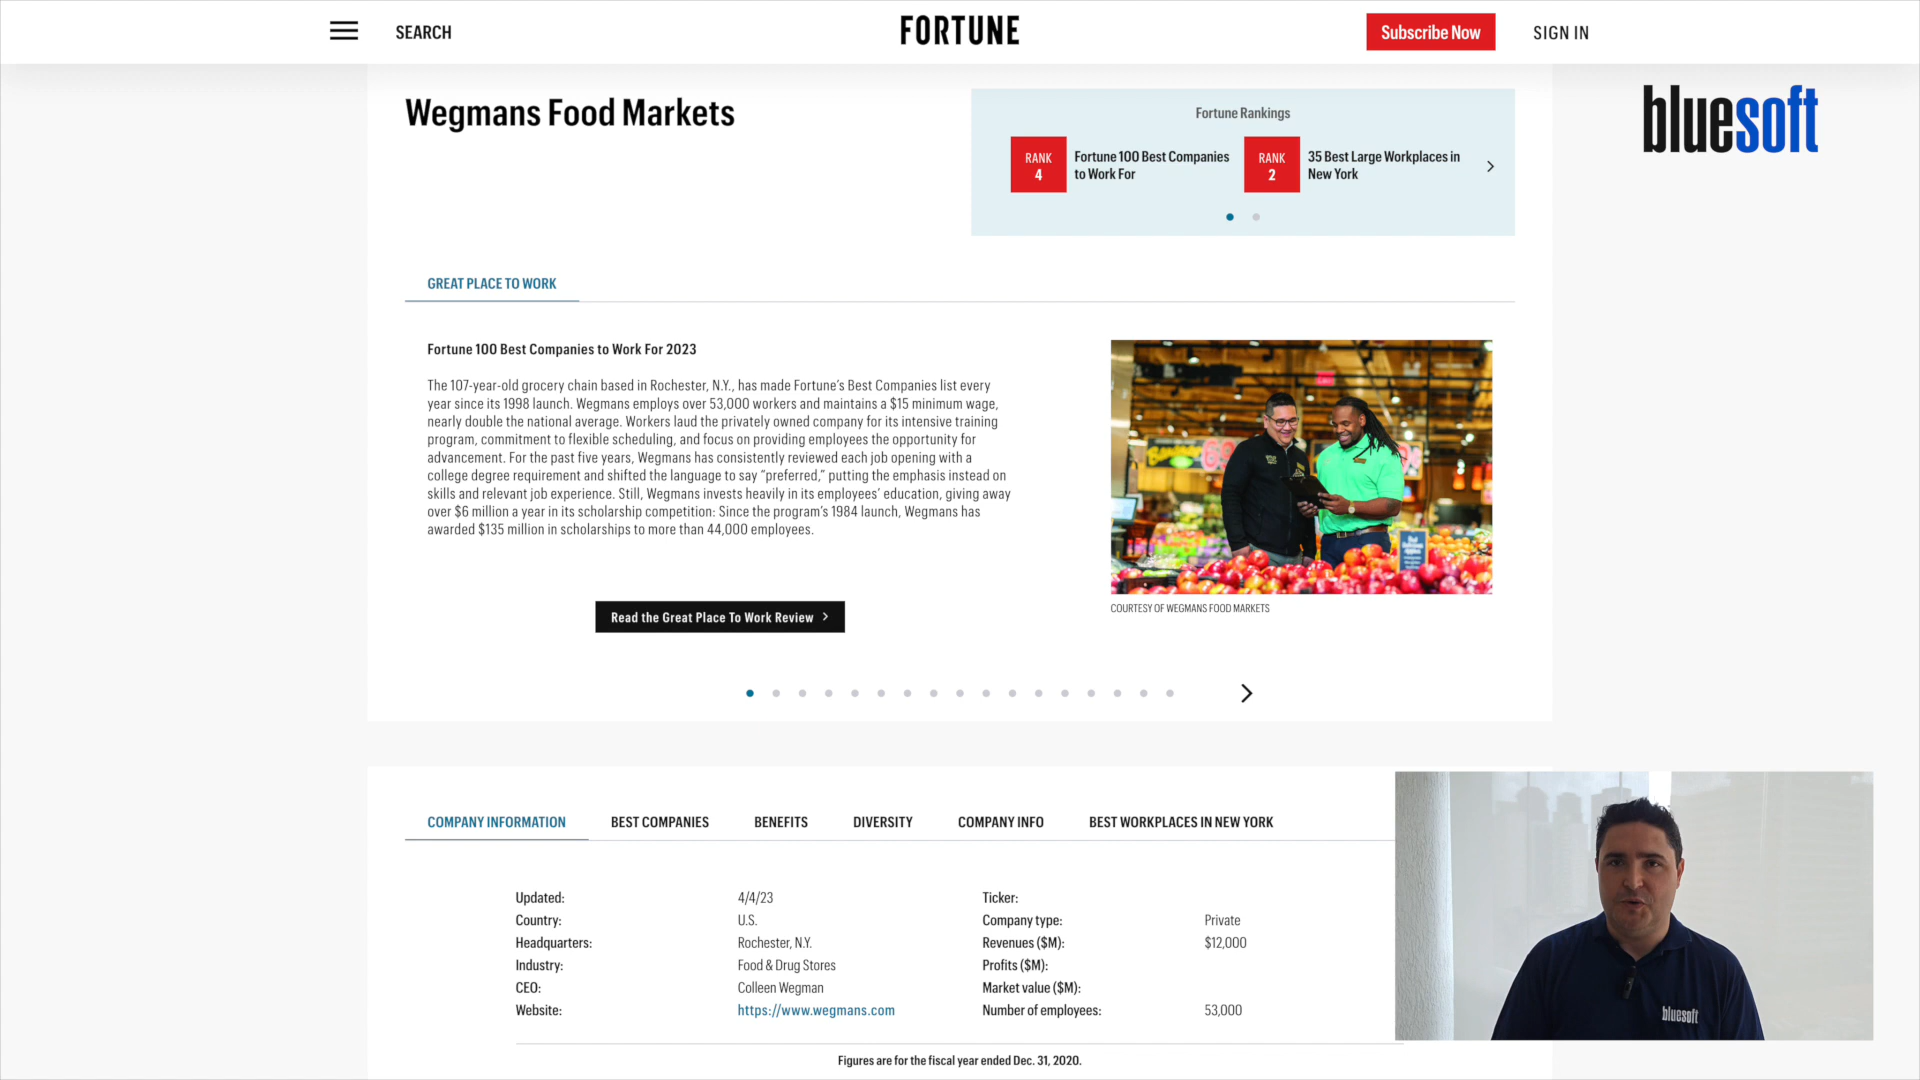 SEARCH
FORTUNE
Subscribe Now
SIGN IN
Wegmans Food Markets
Fortune Rankings
RANK
4
Fortune 100 Best Companies
to Work For
RANK
2
35 Best Large Workplaces in
New York
bluesoft
GREAT PLACE TO WORK
Fortune 100 Best Companies to Work For 2023
The 107-year-old grocery chain based in Rochester, N.Y., has made Fortune’s Best Companies list every
year since its 1998 launch. Wegmans employs over 53,000 workers and maintains a $15 minimum wage,
nearly double the national average. Workers laud the privately owned company for its intensive training
program, commitment to flexible scheduling, and focus on providing employees the opportunity for
advancement. For the past five years, Wegmans has consistently reviewed each job opening with a
college degree requirement and shifted the language to say “preferred,” putting the emphasis instead on
skills and relevant job experience. Still, Wegmans invests heavily in its employees’ education, giving away
over $6 million a year in its scholarship competition: Since the program’s 1984 launch, Wegmans has
awarded $135 million in scholarships to more than 44,000 employees.
COURTESY OF WEGMANS FOOD MARKETS
Read the Great Place To Work Review
COMPANY INFORMATION
BEST COMPANIES
BENEFITS
DIVERSITY
COMPANY INFO
BEST WORKPLACES IN NEW YORK
Updated: 4/4/23
Country: U.S.
Headquarters: Rochester, N.Y.
Industry: Food & Drug Stores
CEO: Colleen Wegman
Website: https://www.wegmans.com
Ticker:
Company type: Private
Revenues ($M): $12,000
Profits ($M):
Market value ($M):
Number of employees: 53,000
Figures are for the fiscal year ended Dec. 31, 2020.
bluesoft